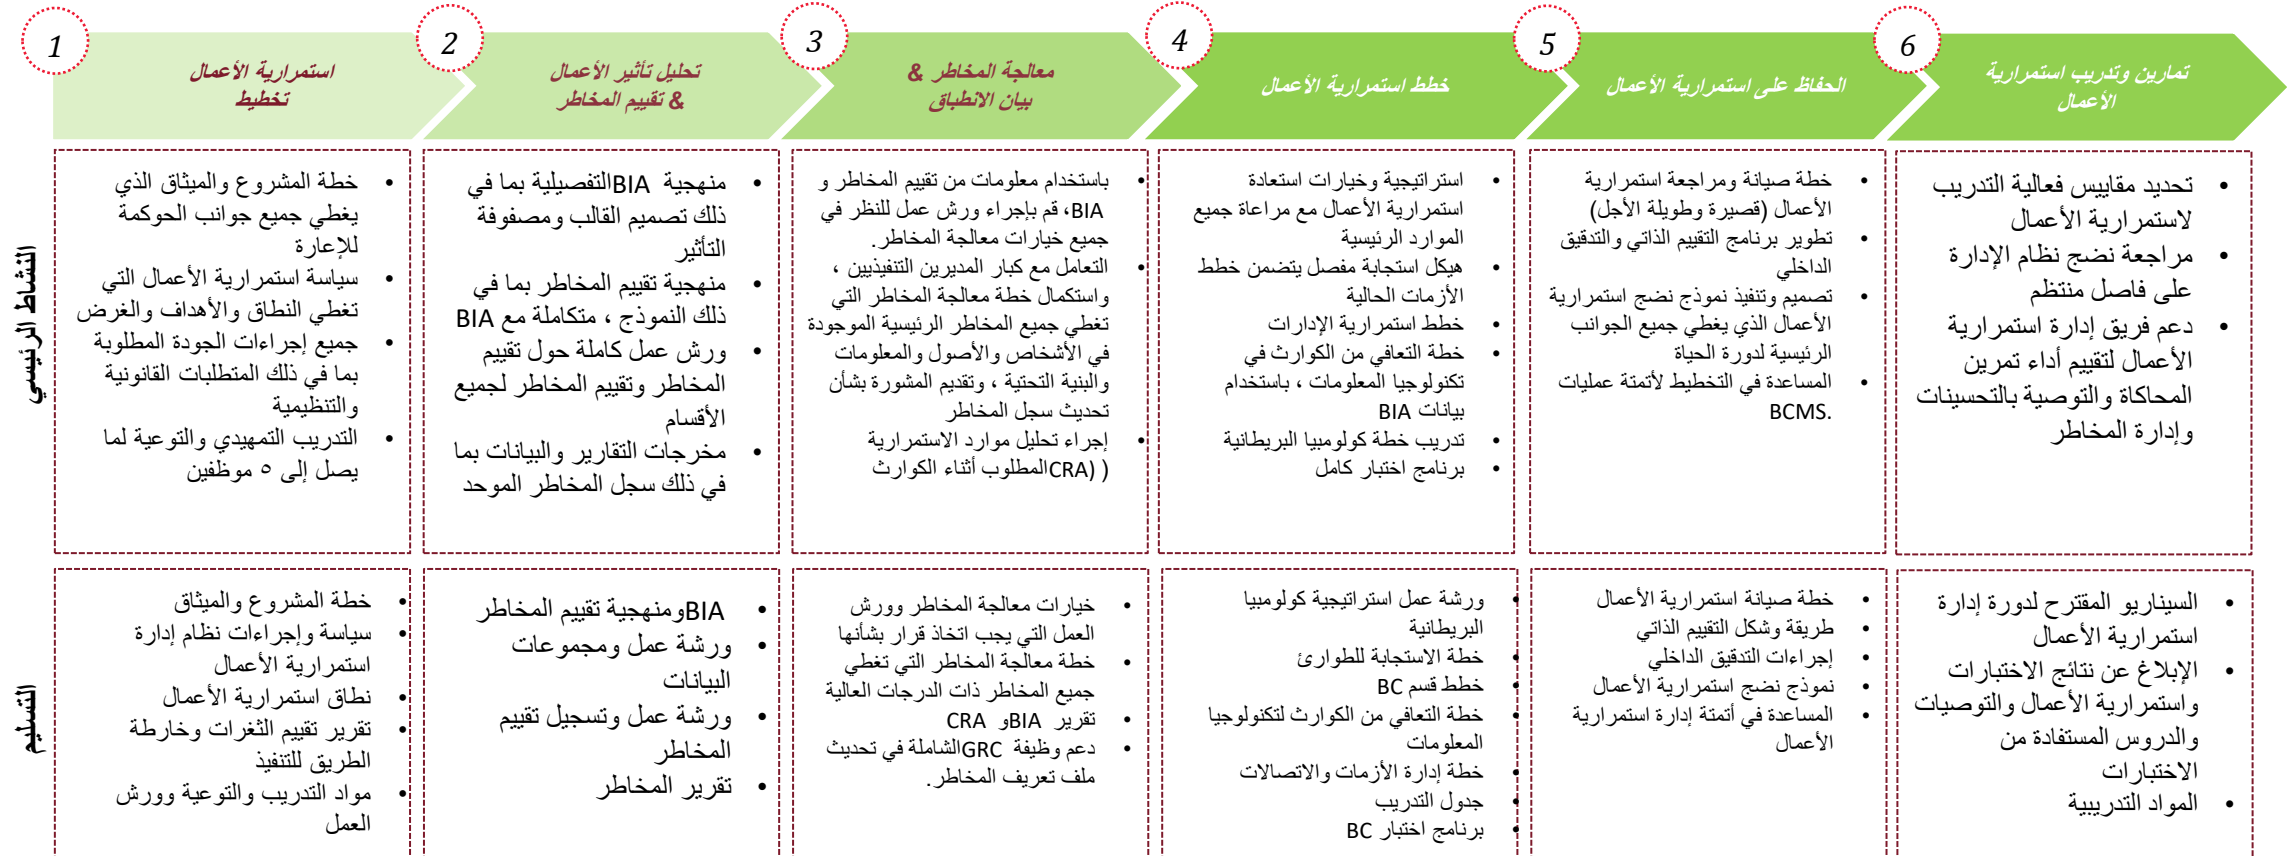 1
استمرارية الأعمال
تخطيط
2
تحليل تأثير الأعمال
& تقييم المخاطر
3
معالجة المخاطر &
بيان الانطباق
4
خطط استمرارية الأعمال
5
الحفاظ على استمرارية الأعمال
6
تمارين وتدريب استمرارية
الأعمال
النشاط الرئيسي
• خطة المشروع والميثاق الذي
يغطي جميع جوانب الحوكمة
للإعارة
• سياسة استمرارية الأعمال التي
تغطي النطاق والأهداف والغرض
• جميع إجراءات الجودة المطلوبة
بما في ذلك المتطلبات القانونية
والتنظيمية
• التدريب التمهيدي والتوعية لما
يصل إلى ٥ موظفين
• منهجية BIAالتفصيلية بما في
ذلك تصميم القالب ومصفوفة
التأثير
• منهجية تقييم المخاطر بما في
ذلك النموذج ، متكاملة مع BIA
• ورش عمل كاملة حول تقييم
المخاطر وتقييم المخاطر لجميع
الأقسام
• مخرجات التقارير والبيانات بما
في ذلك سجل المخاطر الموحد
• باستخدام معلومات من تقييم المخاطر و
BIA، قم بإجراء ورش عمل للنظر في
جميع خيارات معالجة المخاطر.
• التعامل مع كبار المديرين التنفيذيين ،
واستكمال خطة معالجة المخاطر التي
تغطي جميع المخاطر الرئيسية الموجودة
في الأشخاص والأصول والمعلومات
والبنية التحتية ، وتقديم المشورة بشأن
تحديث سجل المخاطر
• إجراء تحليل موارد الاستمرارية
( (CRAالمطلوب أثناء الكوارث
• استراتيجية وخيارات استعادة
استمرارية الأعمال مع مراعاة جميع
الموارد الرئيسية
• هيكل استجابة مفصل يتضمن خطط
الأزمات الحالية
• خطط استمرارية الإدارات
• خطة التعافي من الكوارث في
تكنولوجيا المعلومات ، باستخدام
بيانات BIA
• تدريب خطة كولومبيا البريطانية
• برنامج اختبار كامل
• خطة صيانة ومراجعة استمرارية
الأعمال (قصيرة وطويلة الأجل)
• تطوير برنامج التقييم الذاتي والتدقيق
الداخلي
• تصميم وتنفيذ نموذج نضج استمرارية
الأعمال الذي يغطي جميع الجوانب
الرئيسية لدورة الحياة
• المساعدة في التخطيط لأتمتة عمليات
BCMS.
• تحديد مقاييس فعالية التدريب
لاستمرارية الأعمال
• مراجعة نضج نظام الإدارة
على فاصل منتظم
• دعم فريق إدارة استمرارية
الأعمال لتقييم أداء تمرين
المحاكاة والتوصية بالتحسينات
وإدارة المخاطر
التسليم
• خطة المشروع والميثاق
• سياسة وإجراءات نظام إدارة
استمرارية الأعمال
• نطاق استمرارية الأعمال
• تقرير تقييم الثغرات وخارطة
الطريق للتنفيذ
• مواد التدريب والتوعية وورش
العمل
• BIAومنهجية تقييم المخاطر
• ورشة عمل ومجموعات
البيانات
• ورشة عمل وتسجيل تقييم
المخاطر
• تقرير المخاطر
• خيارات معالجة المخاطر وورش
العمل التي يجب اتخاذ قرار بشأنها
• خطة معالجة المخاطر التي تغطي
جميع المخاطر ذات الدرجات العالية
• تقرير BIAو CRA
• دعم وظيفة GRCالشاملة في تحديث
ملف تعريف المخاطر.
• ورشة عمل استراتيجية كولومبيا
البريطانية
• خطة الاستجابة للطوارئ
• خطط قسم BC
• خطة التعافي من الكوارث لتكنولوجيا
المعلومات
• خطة إدارة الأزمات والاتصالات
• جدول التدريب
• برنامج اختبار BC
• خطة صيانة استمرارية الأعمال
• طريقة وشكل التقييم الذاتي
• إجراءات التدقيق الداخلي
• نموذج نضج استمرارية الأعمال
• المساعدة في أتمتة إدارة استمرارية
الأعمال
• السيناريو المقترح لدورة إدارة
استمرارية الأعمال
• الإبلاغ عن نتائج الاختبارات
واستمرارية الأعمال والتوصيات
والدروس المستفادة من
الاختبارات
• المواد التدريبية